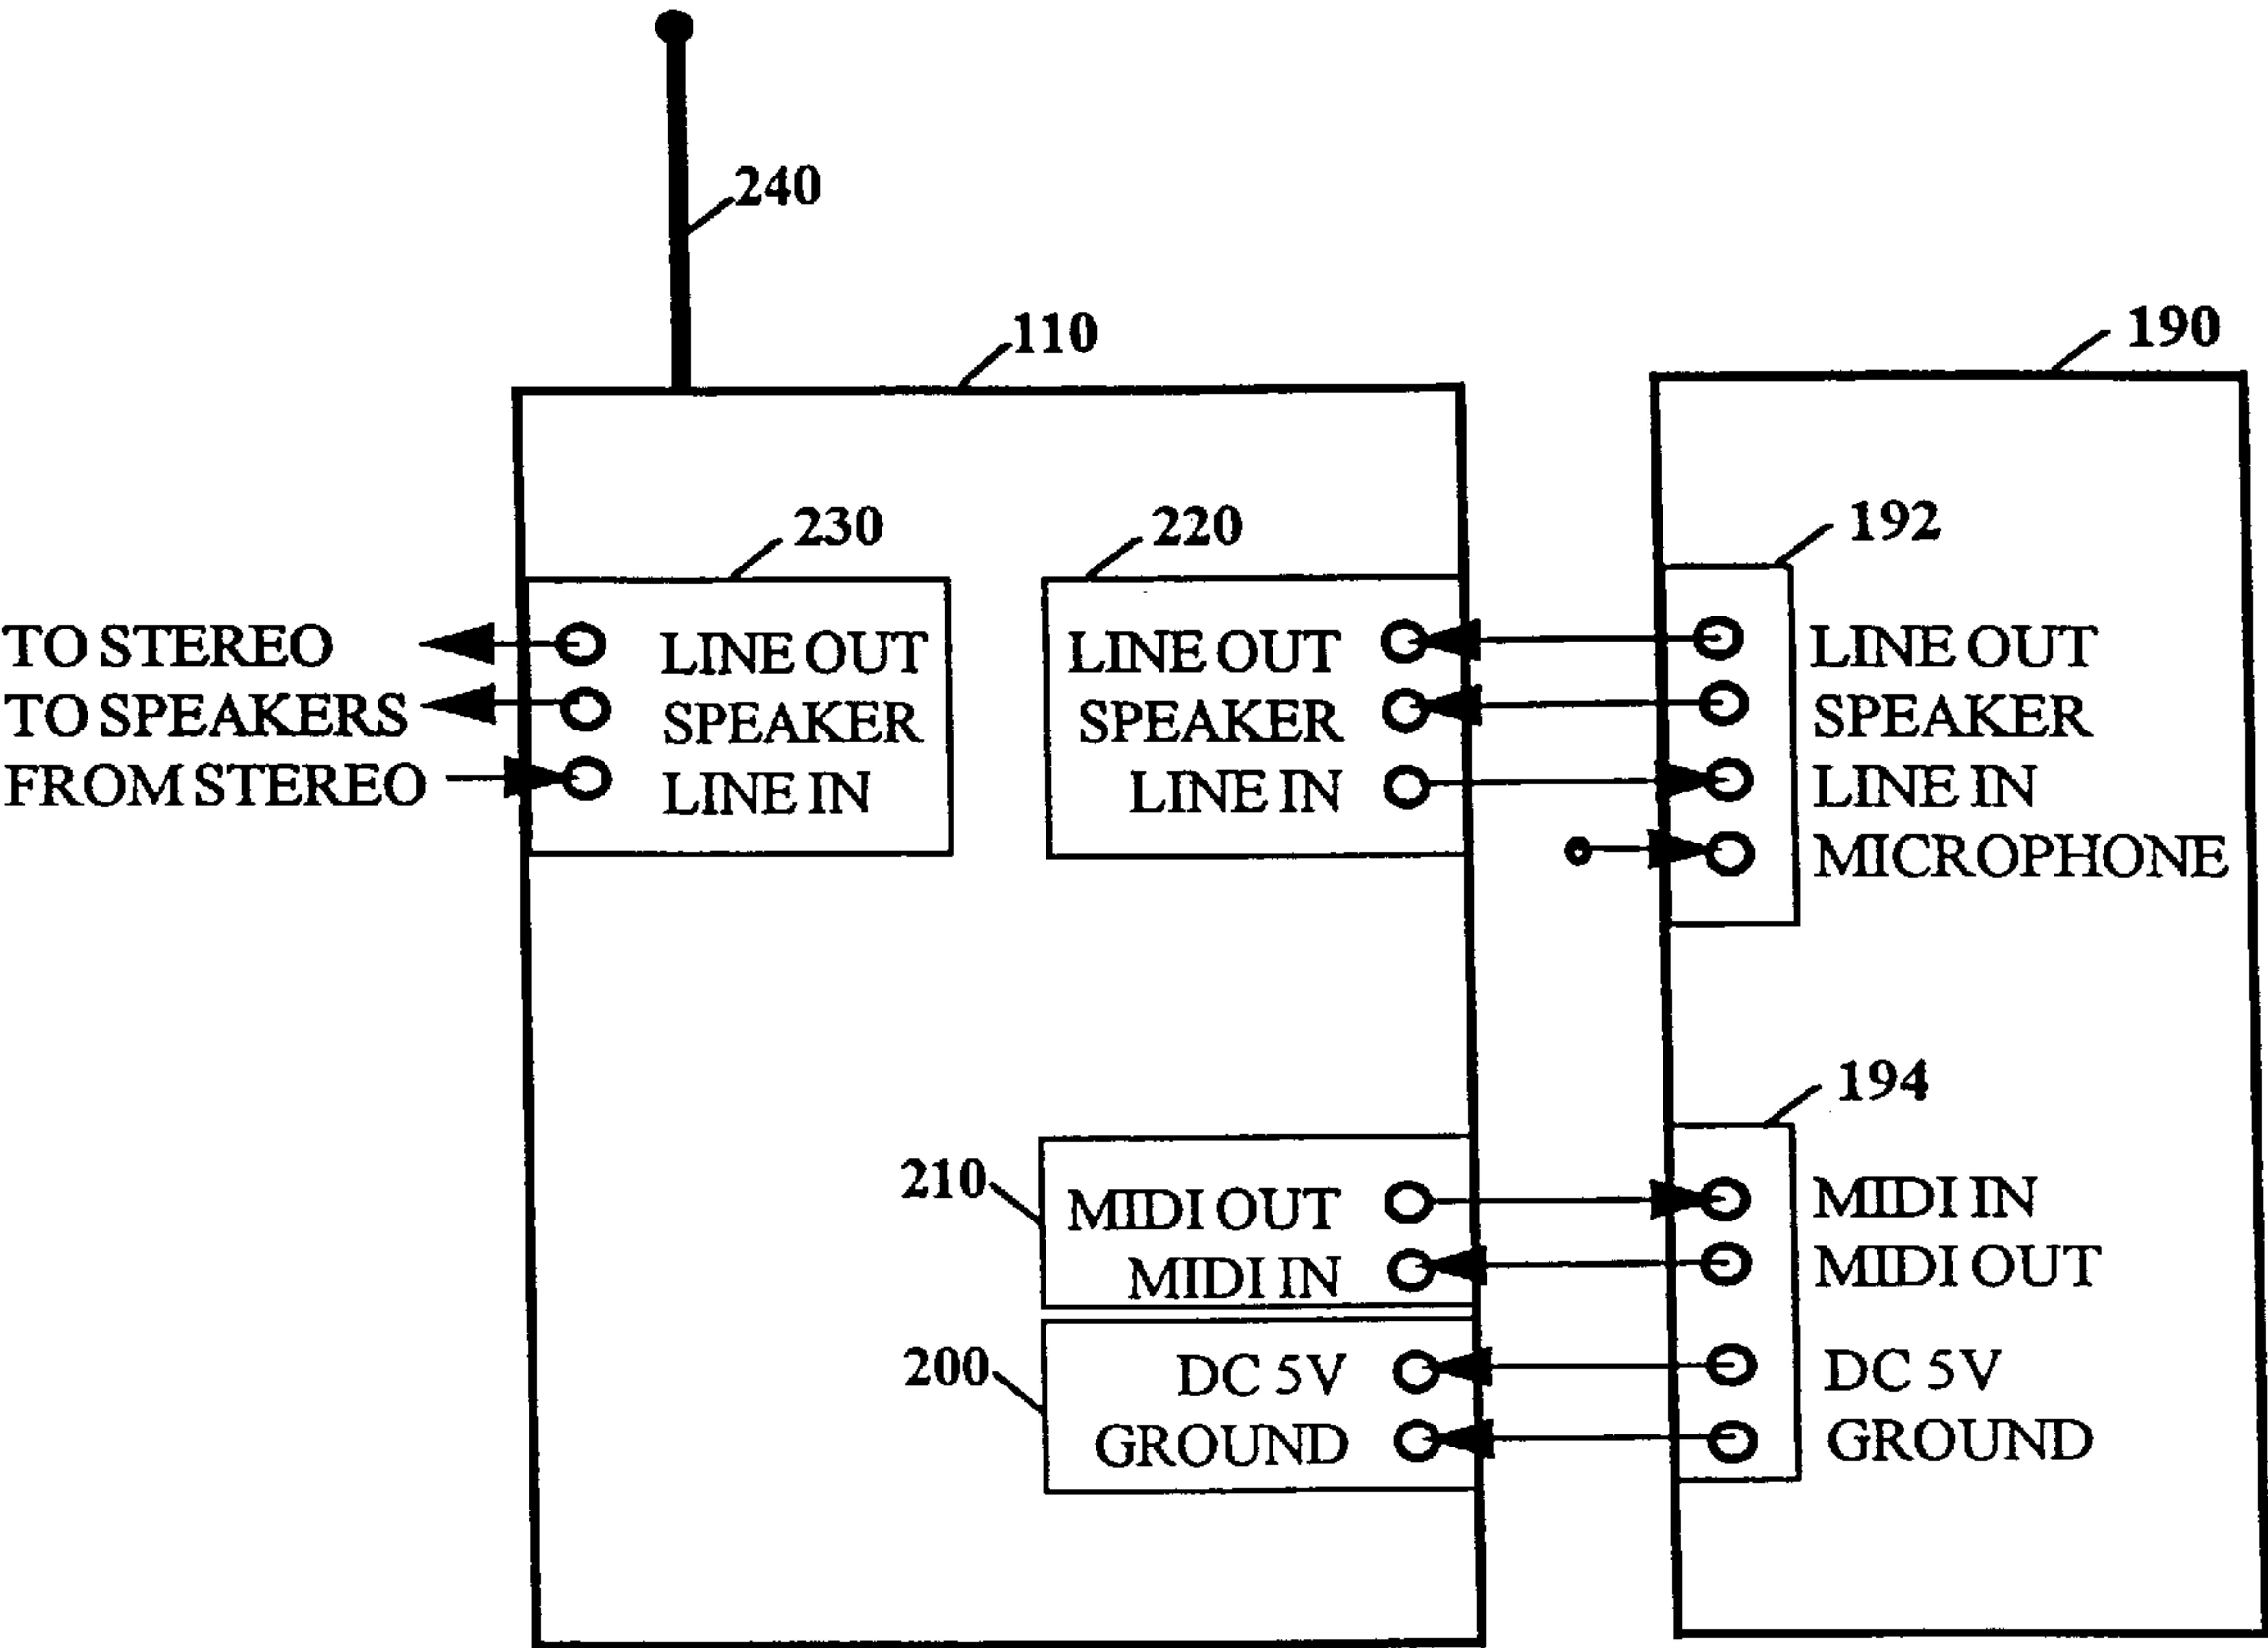 240
110
190
230
220
192
TO STEREO
TO SPEAKERS
FROM STEREO
LINE OUT
SPEAKER
LINE IN
LINE OUT
SPEAKER
LINE IN
LINE OUT
SPEAKER
LINE IN
MICROPHONE
194
210
MIDI OUT
MIDI IN
MIDI IN
MIDI OUT
200
DC 5V
GROUND
DC 5V
GROUND